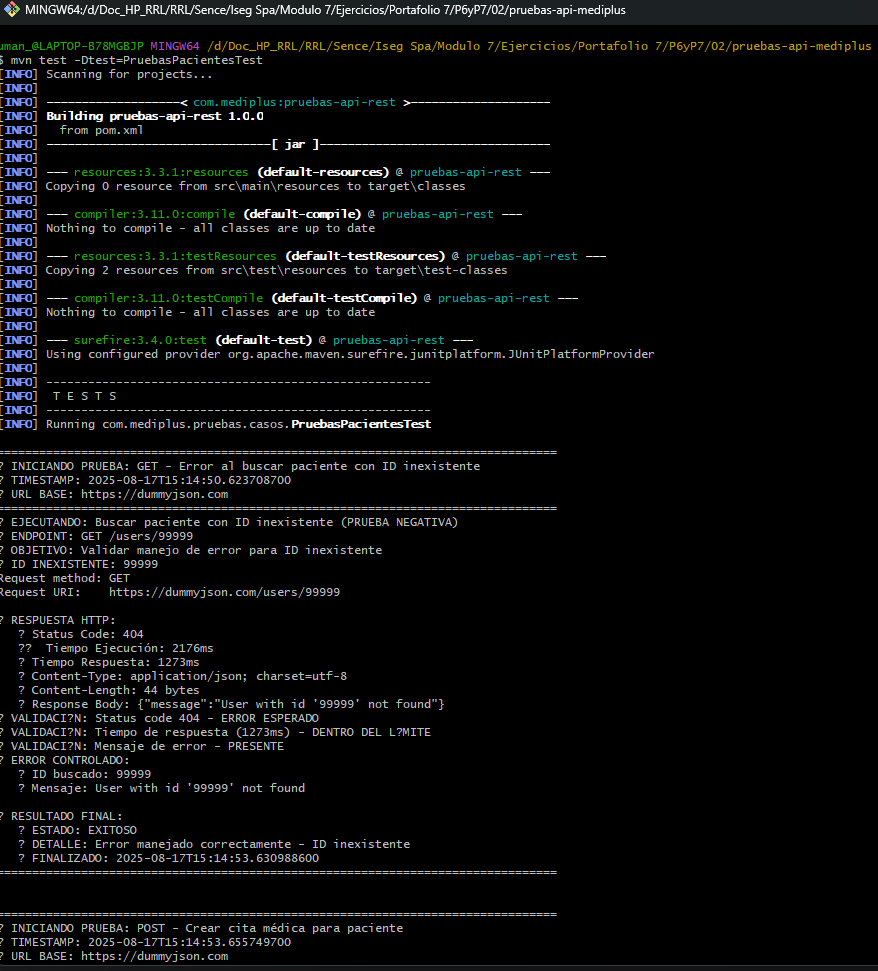 MINGW64:/d/Doc_HP_RRL/RRL/Sence/Iseg Spa/Modulo 7/Ejercicios/Portafolio 7/P6yP7/02/pruebas-api-mediplus
uman_@LAPTOP-B78MGBJP MINGW64 /d/Doc_HP_RRL/RRL/Sence/Iseg Spa/Modulo 7/Ejercicios/Portafolio 7/P6yP7/02/pruebas-api-mediplus
$ mvn test -Dtest=PruebasPacientesTest
[INFO] Scanning for projects...
[INFO]
[INFO] -------------------< com.mediplus:pruebas-api-rest >--------------------
[INFO] Building pruebas-api-rest 1.0.0
[INFO]   from pom.xml
[INFO] --------------------------------[ jar ]---------------------------------
[INFO]
[INFO] --- resources:3.3.1:resources (default-resources) @ pruebas-api-rest ---
[INFO] Copying 0 resource from src\main\resources to target\classes
[INFO]
[INFO] --- compiler:3.11.0:compile (default-compile) @ pruebas-api-rest ---
[INFO] Nothing to compile - all classes are up to date
[INFO]
[INFO] --- resources:3.3.1:testResources (default-testResources) @ pruebas-api-rest ---
[INFO] Copying 2 resources from src\test\resources to target\test-classes
[INFO]
[INFO] --- compiler:3.11.0:testCompile (default-testCompile) @ pruebas-api-rest ---
[INFO] Nothing to compile - all classes are up to date
[INFO]
[INFO] --- surefire:3.4.0:test (default-test) @ pruebas-api-rest ---
[INFO] Using configured provider org.apache.maven.surefire.junitplatform.JUnitPlatformProvider
[INFO]
[INFO] -------------------------------------------------------
[INFO]  T E S T S
[INFO] -------------------------------------------------------
[INFO] Running com.mediplus.pruebas.casos.PruebasPacientesTest
================================================================================
? INICIANDO PRUEBA: GET - Error al buscar paciente con ID inexistente
? TIMESTAMP: 2025-08-17T15:14:50.623708700
? URL BASE: https://dummyjson.com
================================================================================
? EJECUTANDO: Buscar paciente con ID inexistente (PRUEBA NEGATIVA)
? ENDPOINT: GET /users/99999
? OBJETIVO: Validar manejo de error para ID inexistente
? ID INEXISTENTE: 99999
Request method: GET
Request URI:    https://dummyjson.com/users/99999
? RESPUESTA HTTP:
   ? Status Code: 404
   ??  Tiempo Ejecución: 2176ms
   ? Tiempo Respuesta: 1273ms
   ? Content-Type: application/json; charset=utf-8
   ? Content-Length: 44 bytes
   ? Response Body: {"message":"User with id '99999' not found"}
? VALIDACI?N: Status code 404 - ERROR ESPERADO
? VALIDACI?N: Tiempo de respuesta (1273ms) - DENTRO DEL L?MITE
? VALIDACI?N: Mensaje de error - PRESENTE
? ERROR CONTROLADO:
   ? ID buscado: 99999
   ? Mensaje: User with id '99999' not found
? RESULTADO FINAL:
   ? ESTADO: EXITOSO
   ? DETALLE: Error manejado correctamente - ID inexistente
   ? FINALIZADO: 2025-08-17T15:14:53.630988600
================================================================================
================================================================================
? INICIANDO PRUEBA: POST - Crear cita médica para paciente
? TIMESTAMP: 2025-08-17T15:14:53.655749700
? URL BASE: https://dummyjson.com